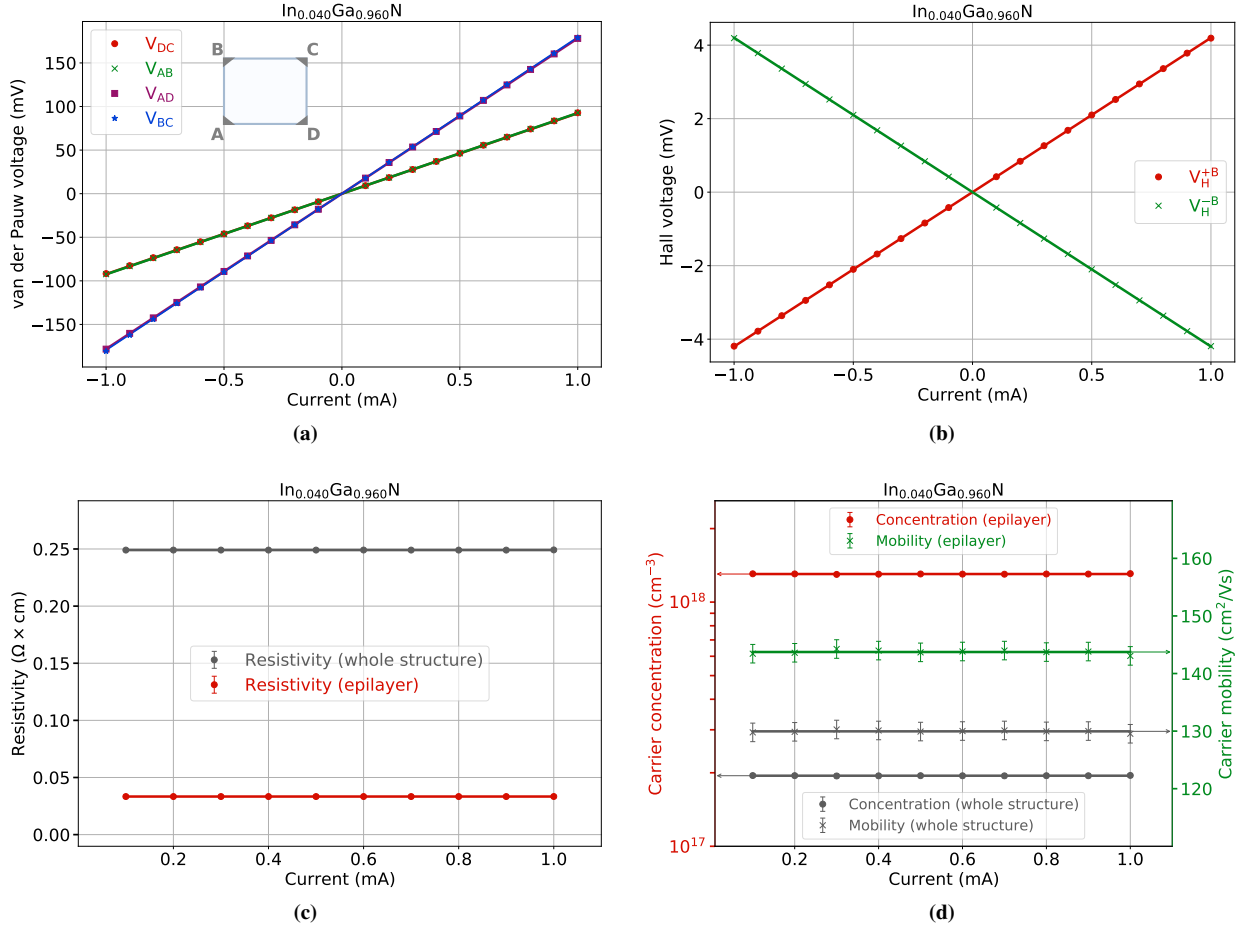 In0.040Ga0.960N
van der Pauw voltage (mV)
150
100
50
0
−50
−100
−150
VDC
VAB
VAD
VBC
B C
A D
−1.0 −0.5 0.0 0.5 1.0
Current (mA)
(a)
In0.040Ga0.960N
Hall voltage (mV)
4
2
0
−2
−4
VH+B
VH−B
−1.0 −0.5 0.0 0.5 1.0
Current (mA)
(b)
In0.040Ga0.960N
Resistivity (Ω × cm)
0.25
0.20
0.15
0.10
0.05
0.00
Resistivity (whole structure)
Resistivity (epilayer)
0.2 0.4 0.6 0.8 1.0
Current (mA)
(c)
In0.040Ga0.960N
Carrier concentration (cm−3)
10^18
10^17
Concentration (epilayer)
Mobility (epilayer)
Concentration (whole structure)
Mobility (whole structure)
160
150
140
130
120
Carrier mobility (cm2/Vs)
0.2 0.4 0.6 0.8 1.0
Current (mA)
(d)